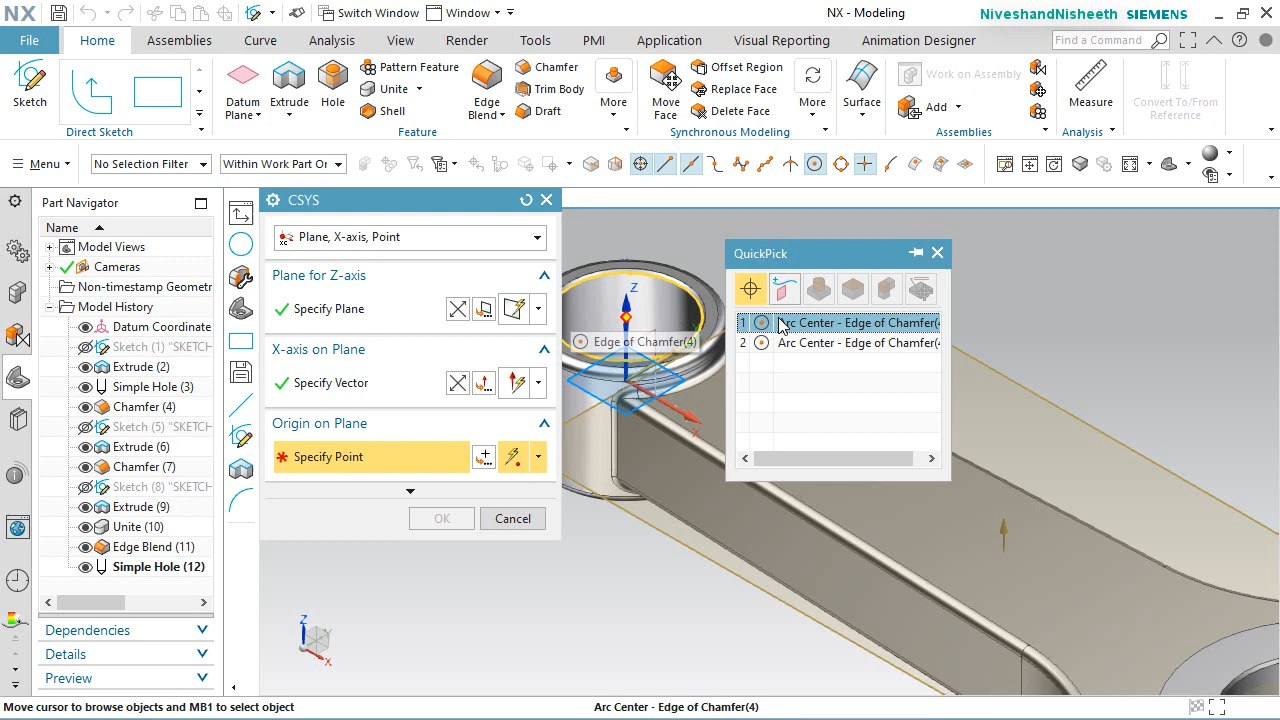 NX
Switch Window
Window
NX - Modeling
NiveshandNisheeth
SIEMENS
File
Home
Assemblies
Curve
Analysis
View
Render
Tools
PMI
Application
Visual Reporting
Animation Designer
Find a Command
Sketch
Direct Sketch
Datum Plane
Extrude
Hole
Pattern Feature
Unite
Shell
Edge Blend
Chamfer
Trim Body
Draft
More
Feature
Move Face
Offset Region
Replace Face
Delete Face
More
Synchronous Modeling
Surface
Work on Assembly
Add
Assemblies
Measure
Analysis
Convert To/From Reference
Menu
No Selection Filter
Within Work Part Or
Part Navigator
Name
Model Views
Cameras
Non-timestamp Geomet
Model History
Datum Coordinate
Sketch (1) "SKETCH
Extrude (2)
Simple Hole (3)
Chamfer (4)
Sketch (5) "SKETCH
Extrude (6)
Chamfer (7)
Sketch (8) "SKETCH
Extrude (9)
Unite (10)
Edge Blend (11)
Simple Hole (12)
Dependencies
Details
Preview
CSYS
Plane, X-axis, Point
Plane for Z-axis
Specify Plane
X-axis on Plane
Specify Vector
Origin on Plane
Specify Point
OK
Cancel
Z
Edge of Chamfer(4)
X
QuickPick
1 Arc Center - Edge of Chamfer(4
2 Arc Center - Edge of Chamfer(4
Z
X
Move cursor to browse objects and MB1 to select object
Arc Center - Edge of Chamfer(4)